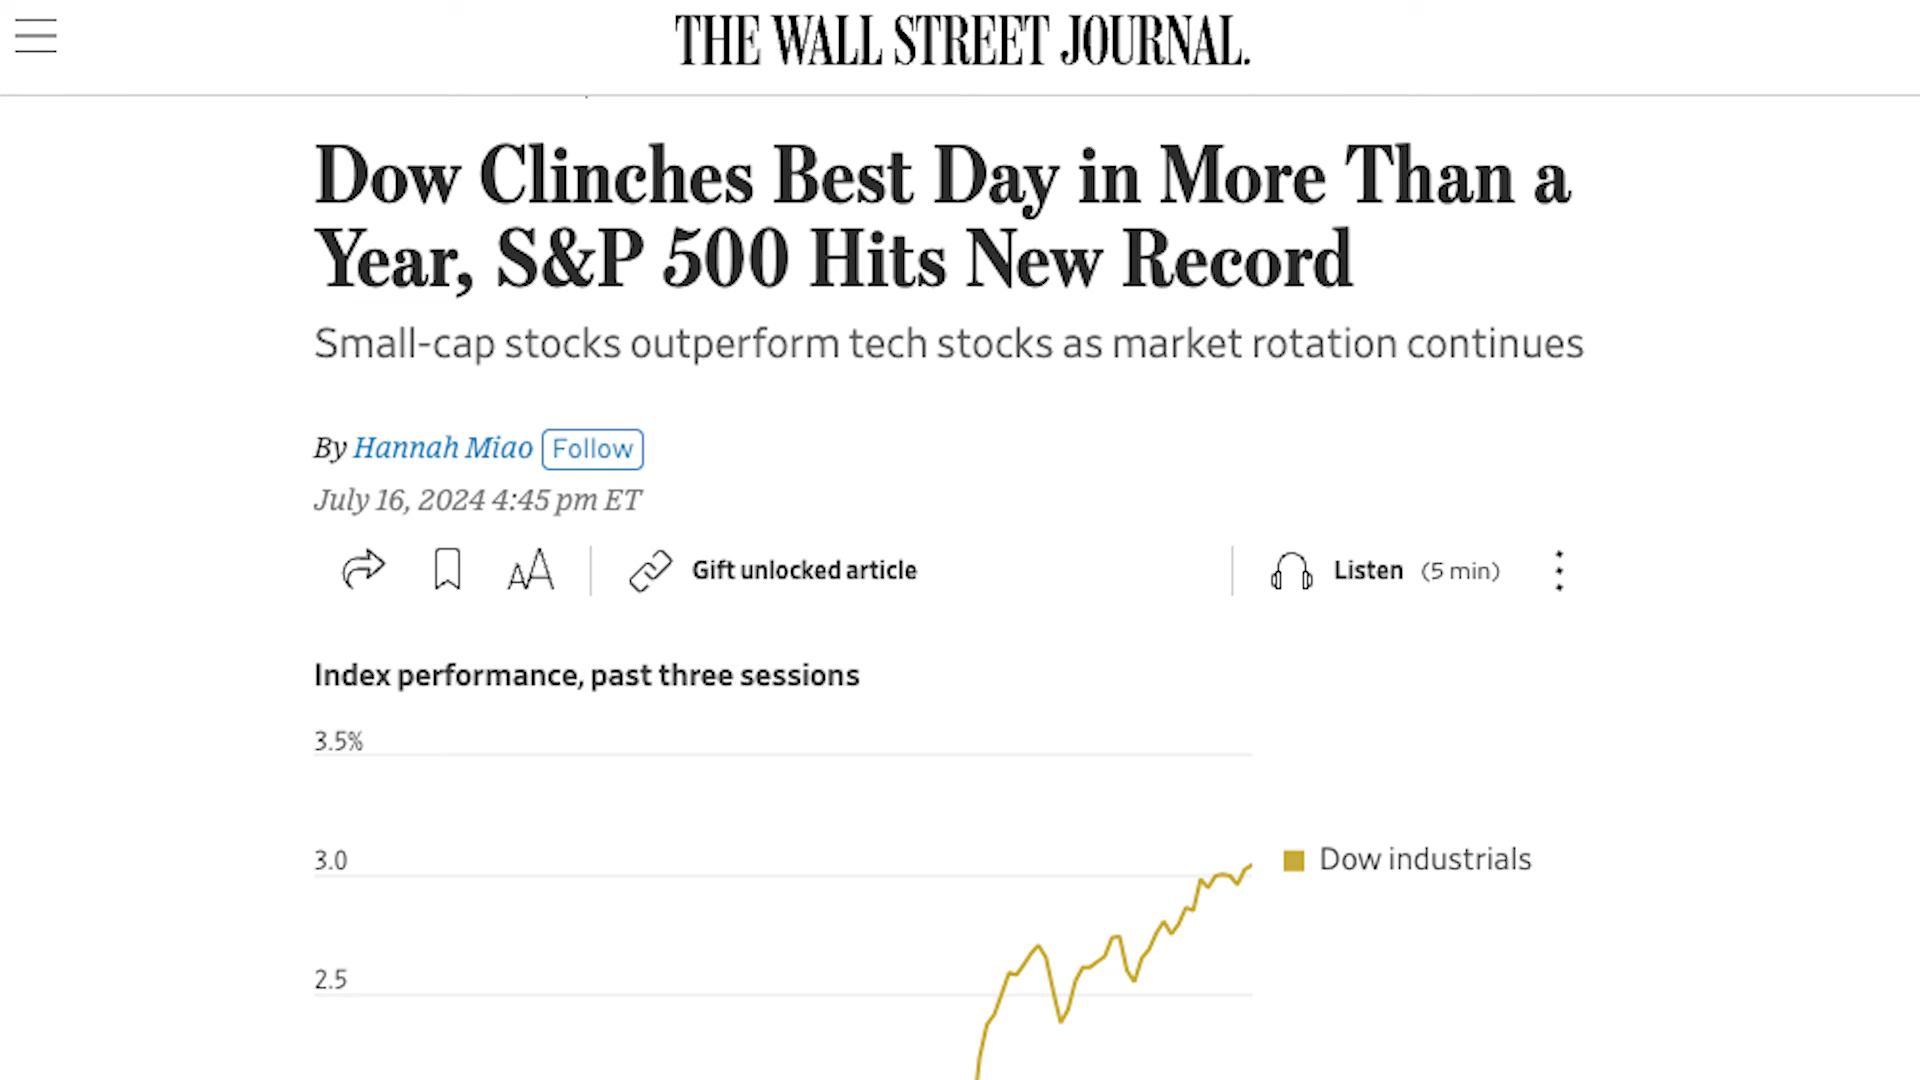 THE WALL STREET JOURNAL.
Dow Clinches Best Day in More Than a
Year, S&P 500 Hits New Record
Small-cap stocks outperform tech stocks as market rotation continues
By Hannah Miao Follow
July 16, 2024 4:45 pm ET
AA Gift unlocked article Listen (5 min)
Index performance, past three sessions
3.5%
3.0
Dow industrials
2.5